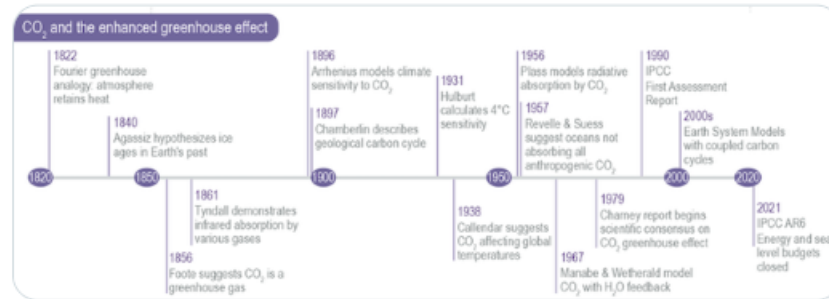 CO₂ and the enhanced greenhouse effect
1822
Fourier greenhouse
analogy: atmosphere
retains heat
1840
Agassiz hypothesizes ice
ages in Earth's past
1896
Arrhenius models climate
sensitivity to CO₂
1897
Chamberlin describes
geological carbon cycle
1931
Hulburt
calculates 4°C
sensitivity
1956
Plass models radiative
absorption by CO₂
1957
Revelle & Suess
suggest oceans not
absorbing all
anthropogenic CO₂
1990
IPCC
First Assessment
Report
2000s
Earth System Models
with coupled carbon
cycles
1820
1850
1900
1950
2000
2020
1861
Tyndall demonstrates
infrared absorption by
various gases
1856
Foote suggests CO₂ is a
greenhouse gas
1938
Callendar suggests
CO₂ affecting global
temperatures
1967
Manabe & Wetherald model
CO₂ with H₂O feedback
1979
Charney report begins
scientific consensus on
CO₂ greenhouse effect
2021
IPCC AR6
Energy and sea
level budgets
closed